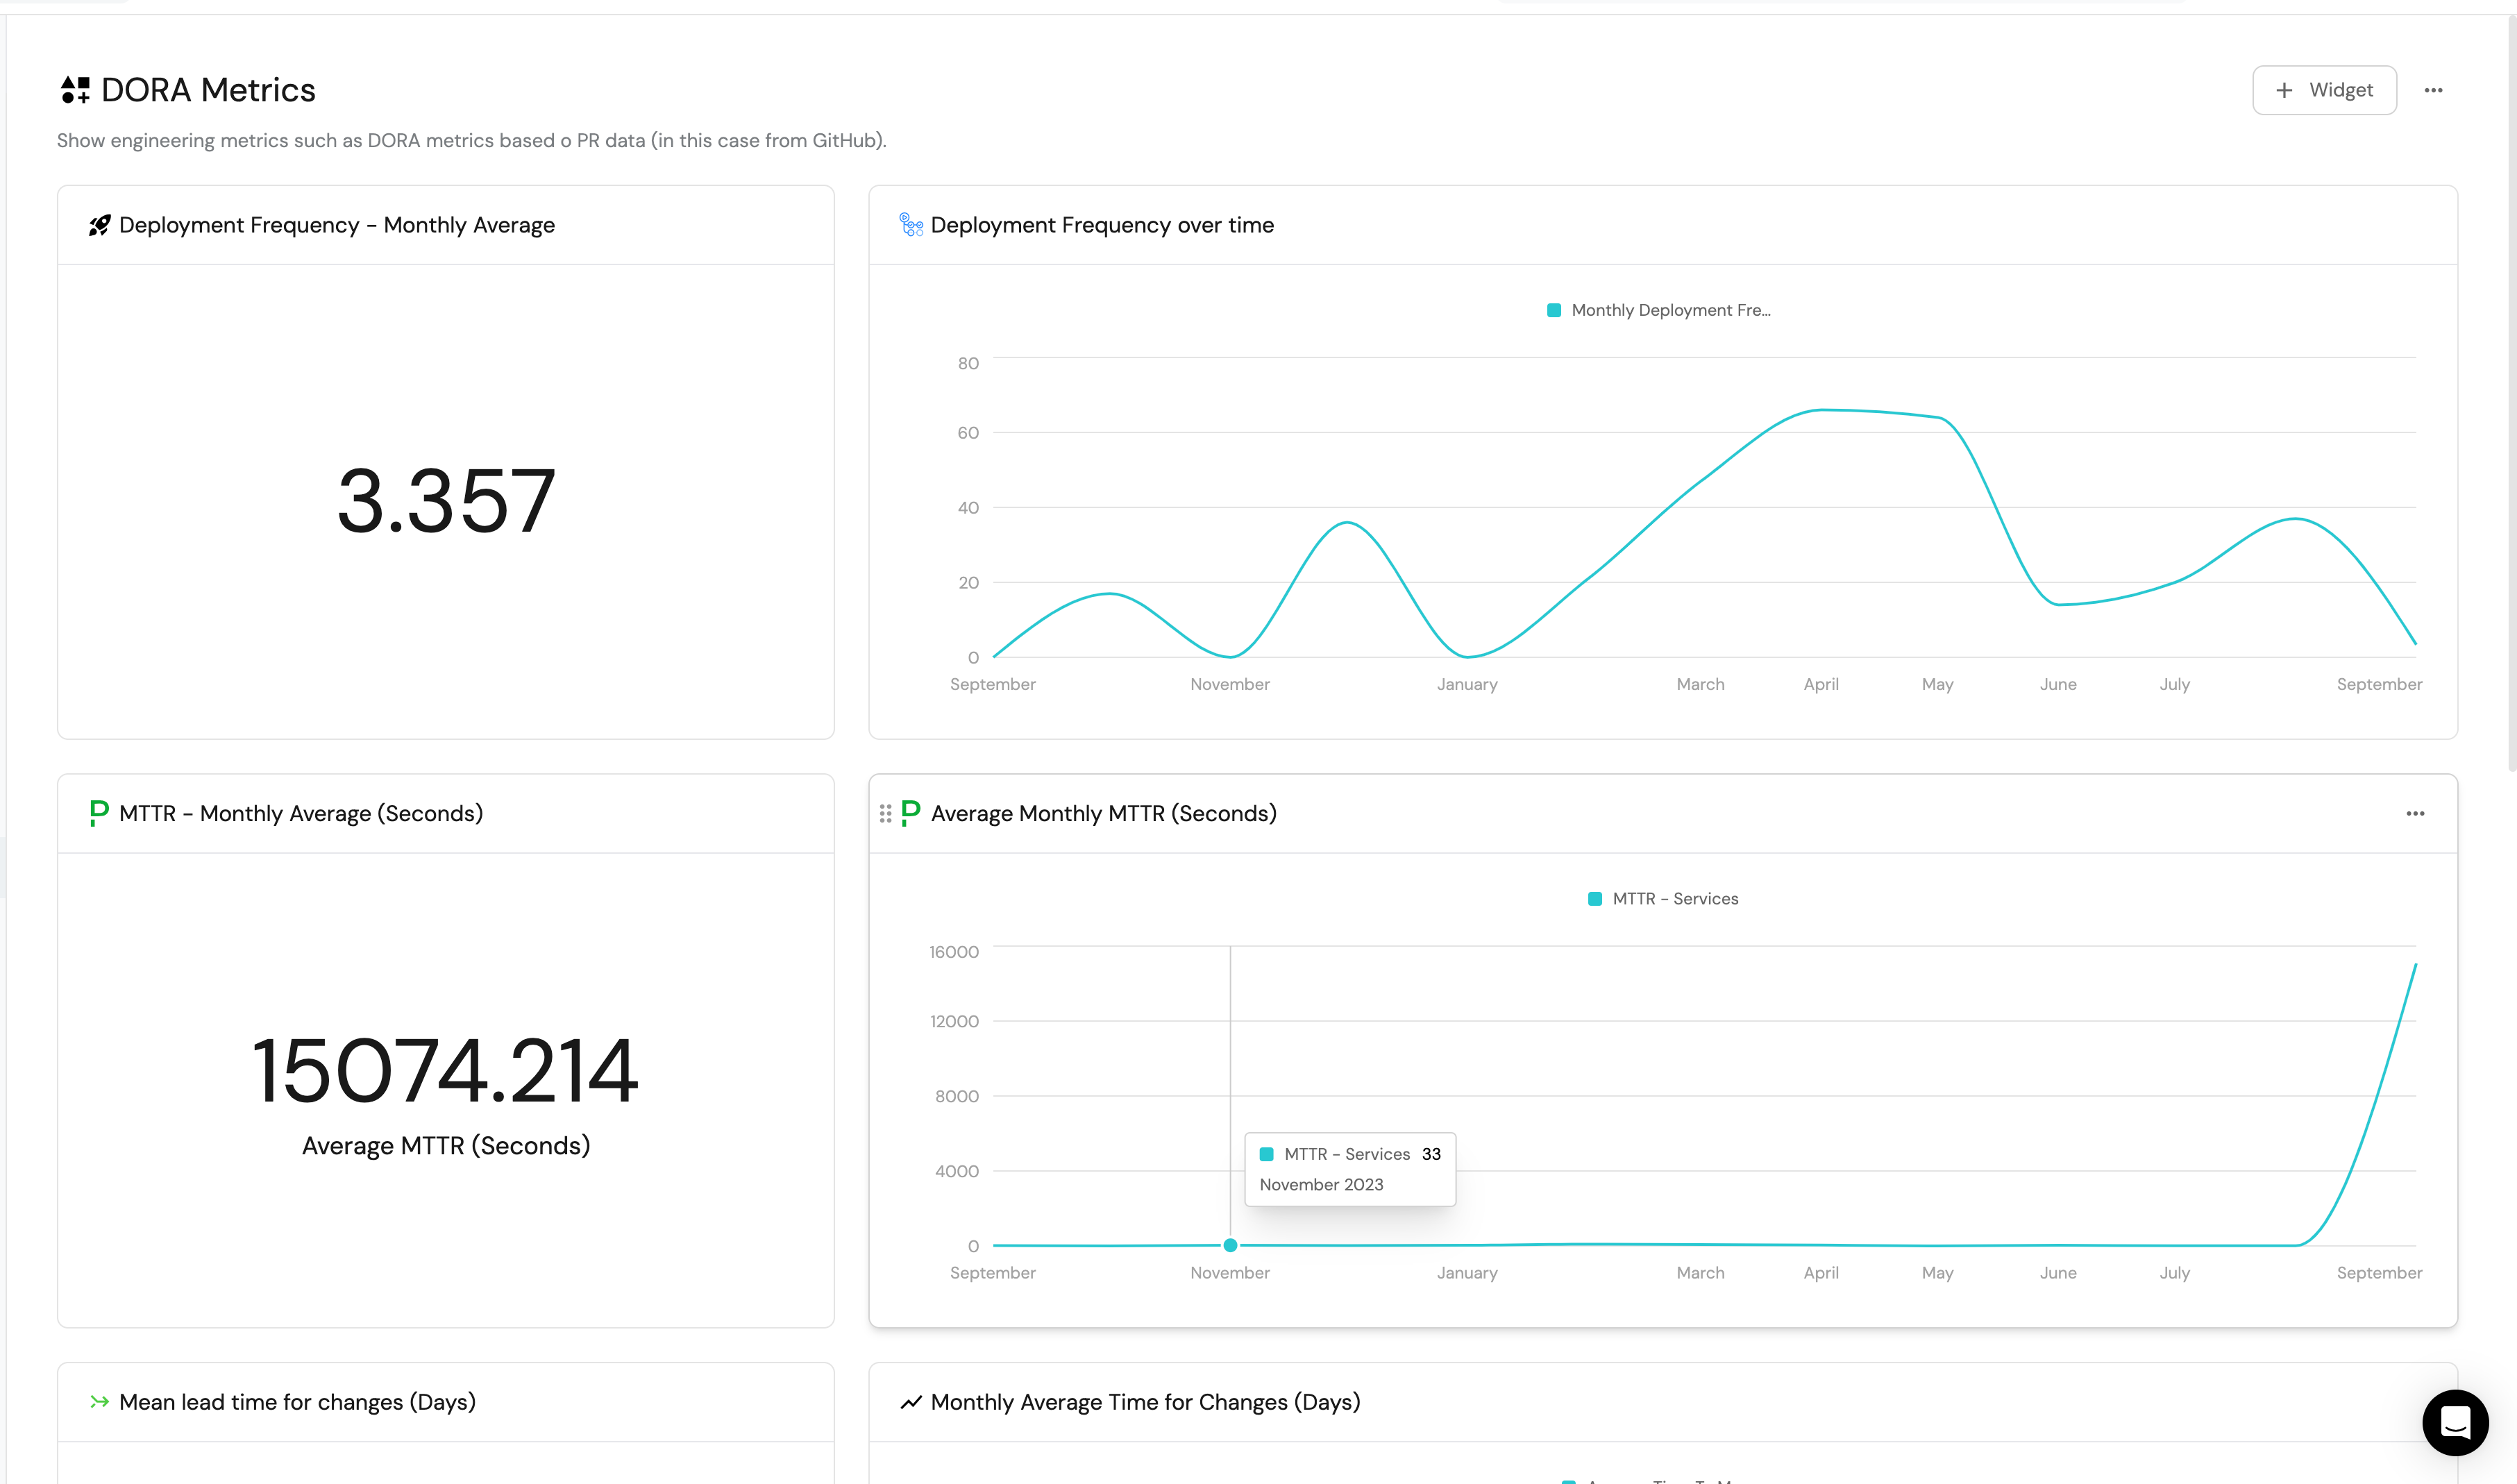 DORA Metrics
Widget
Show engineering metrics such as DORA metrics based o PR data (in this case from GitHub).
Deployment Frequency - Monthly Average
3.357
Deployment Frequency over time
Monthly Deployment Fre...
80
60
40
20
0
September November January March April May June July September
MTTR - Monthly Average (Seconds)
15074.214
Average MTTR (Seconds)
Average Monthly MTTR (Seconds)
MTTR - Services
16000
12000
8000
4000
0
MTTR - Services 33
November 2023
September November January March April May June July September
Mean lead time for changes (Days)
Monthly Average Time for Changes (Days)